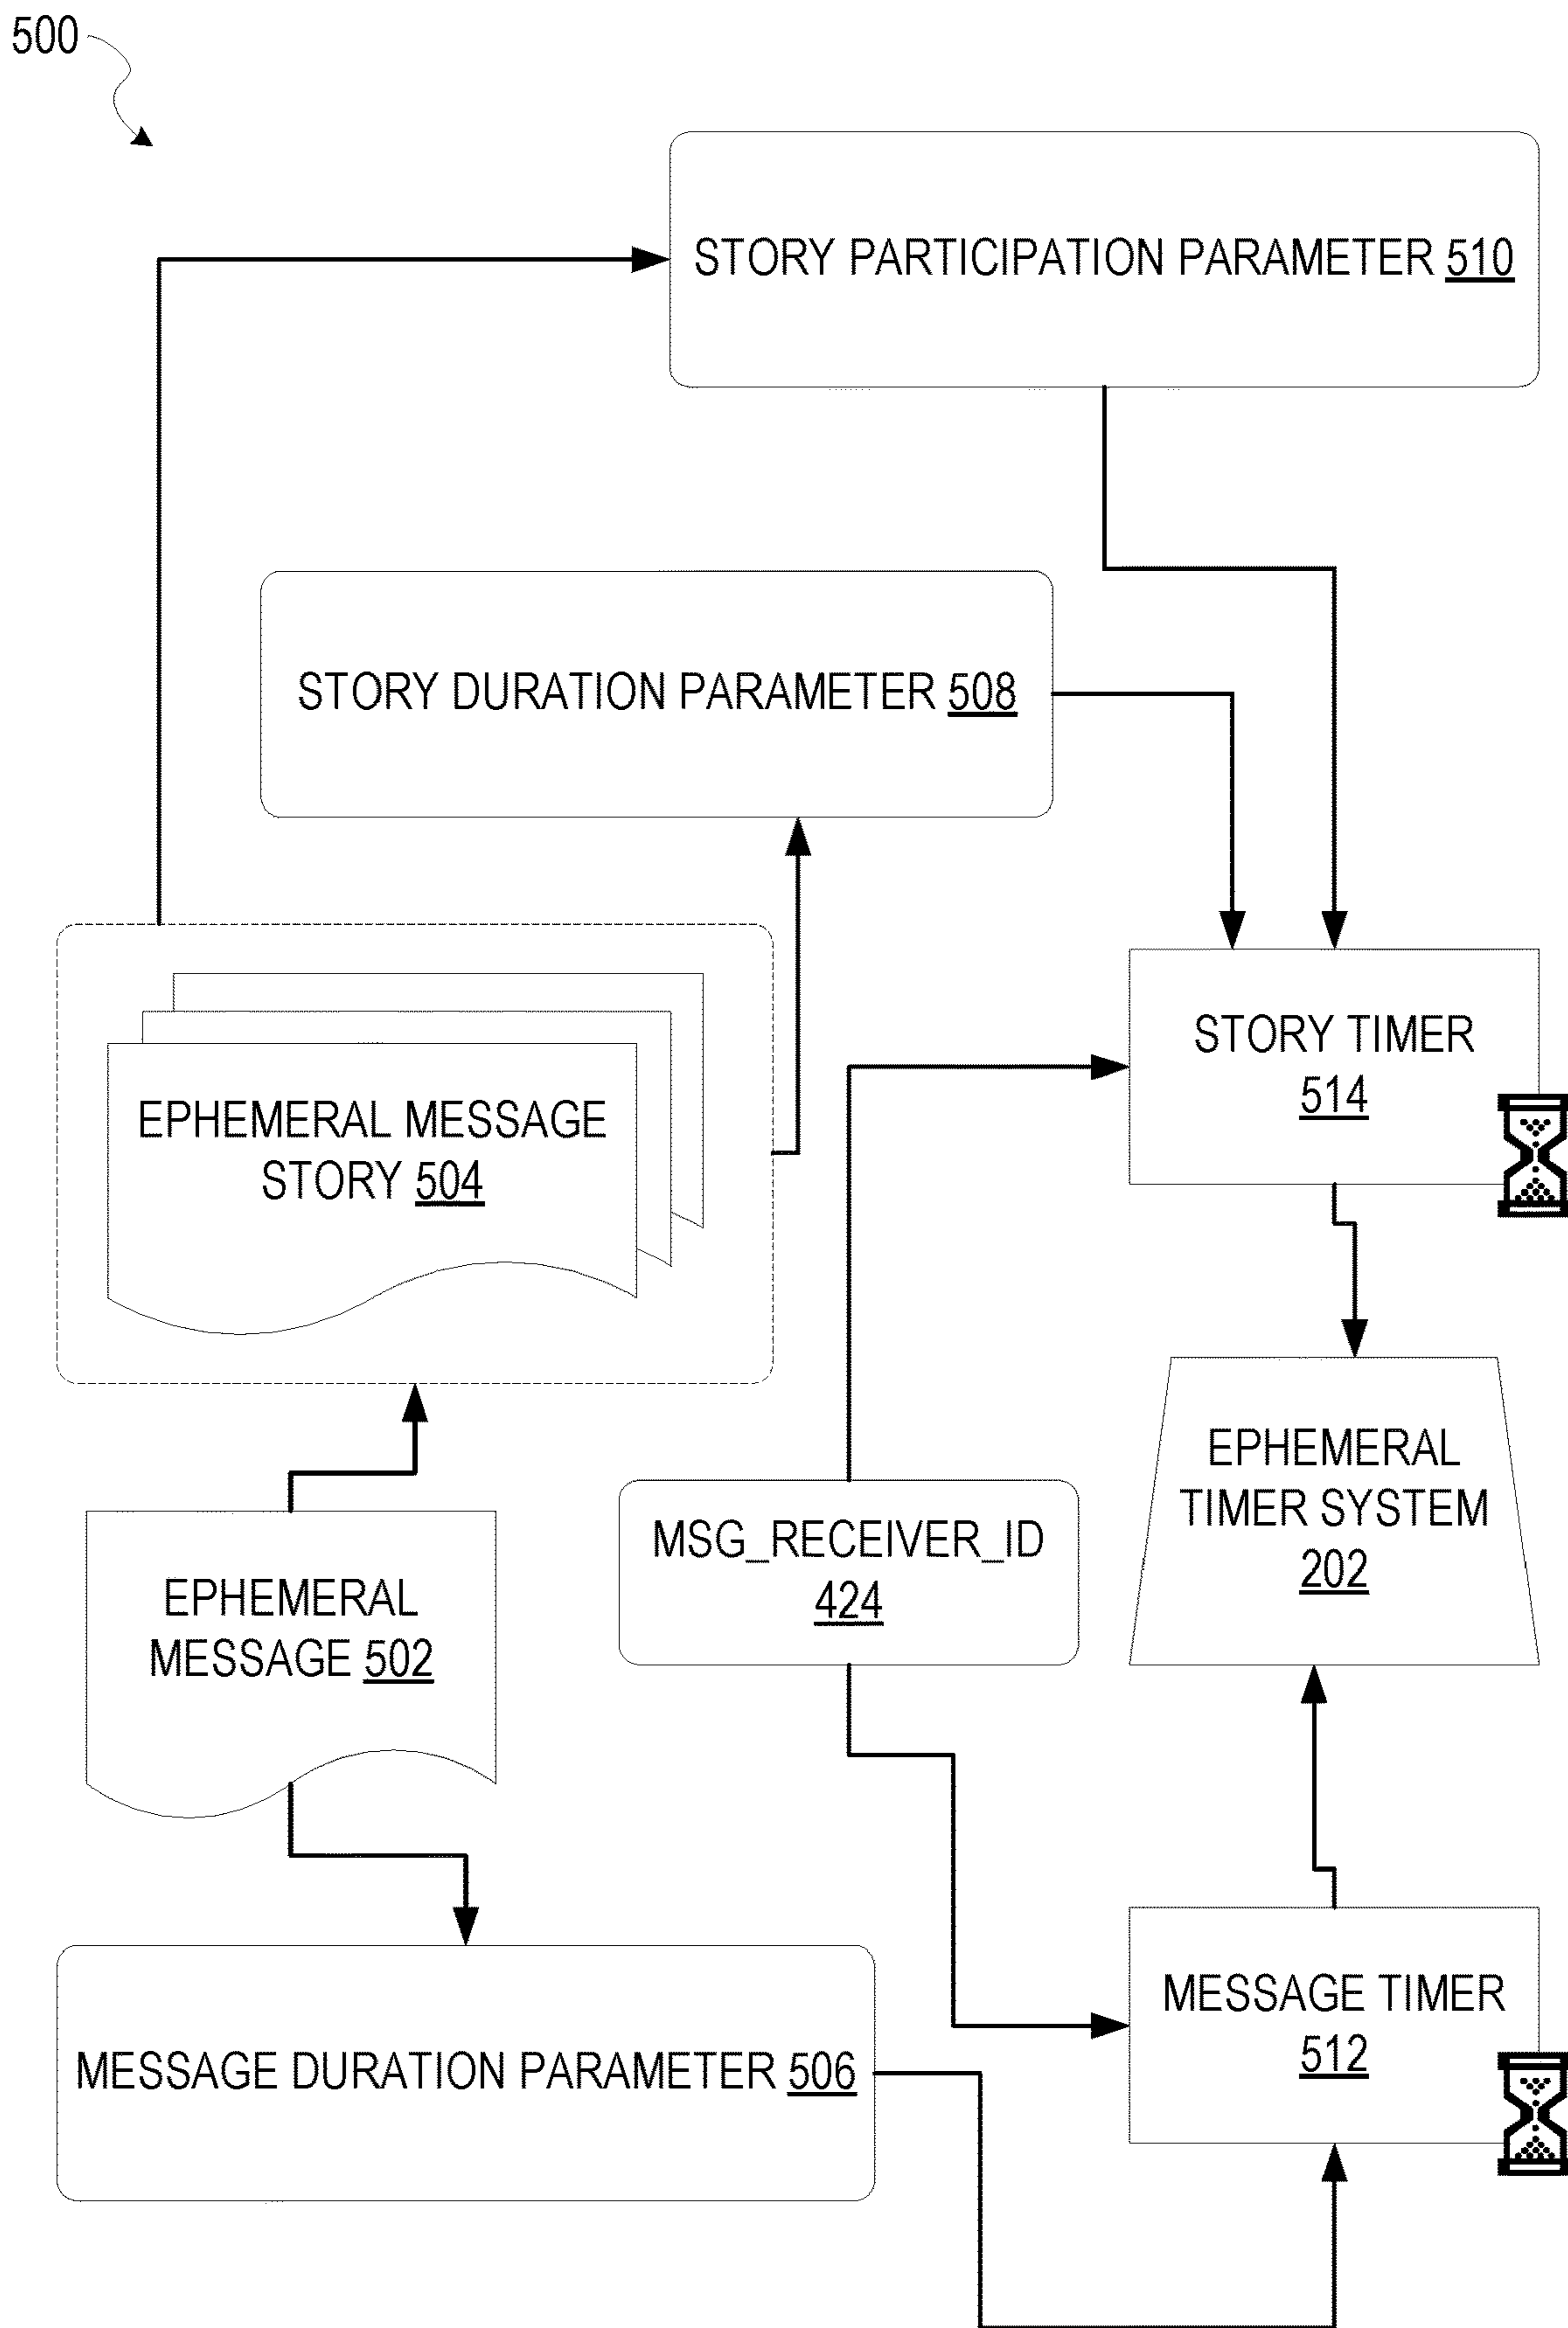 500
STORY PARTICIPATION PARAMETER 510
STORY DURATION PARAMETER 508
STORY TIMER
514
EPHEMERAL MESSAGE
STORY 504
EPHEMERAL
TIMER SYSTEM
202
MSG_RECEIVER_ID
424
EPHEMERAL
MESSAGE 502
MESSAGE TIMER
512
MESSAGE DURATION PARAMETER 506